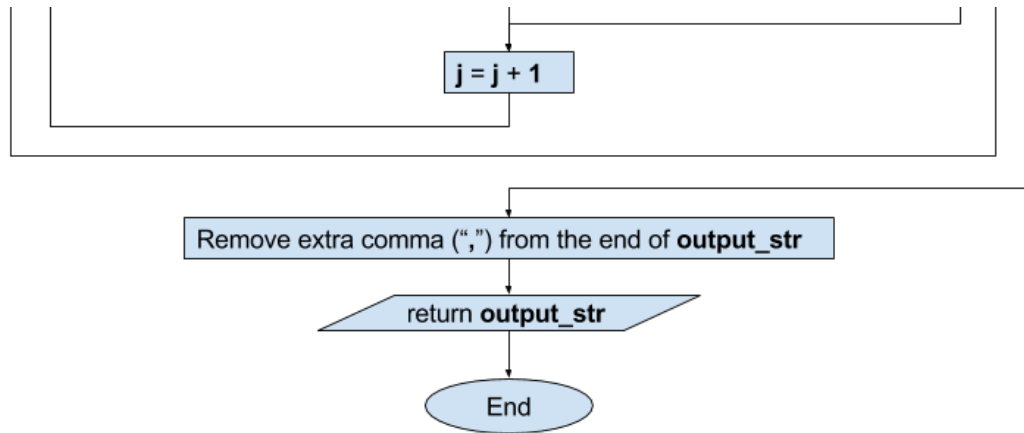 j = j + 1
Remove extra comma (“,”) from the end of output_str
return output_str
End